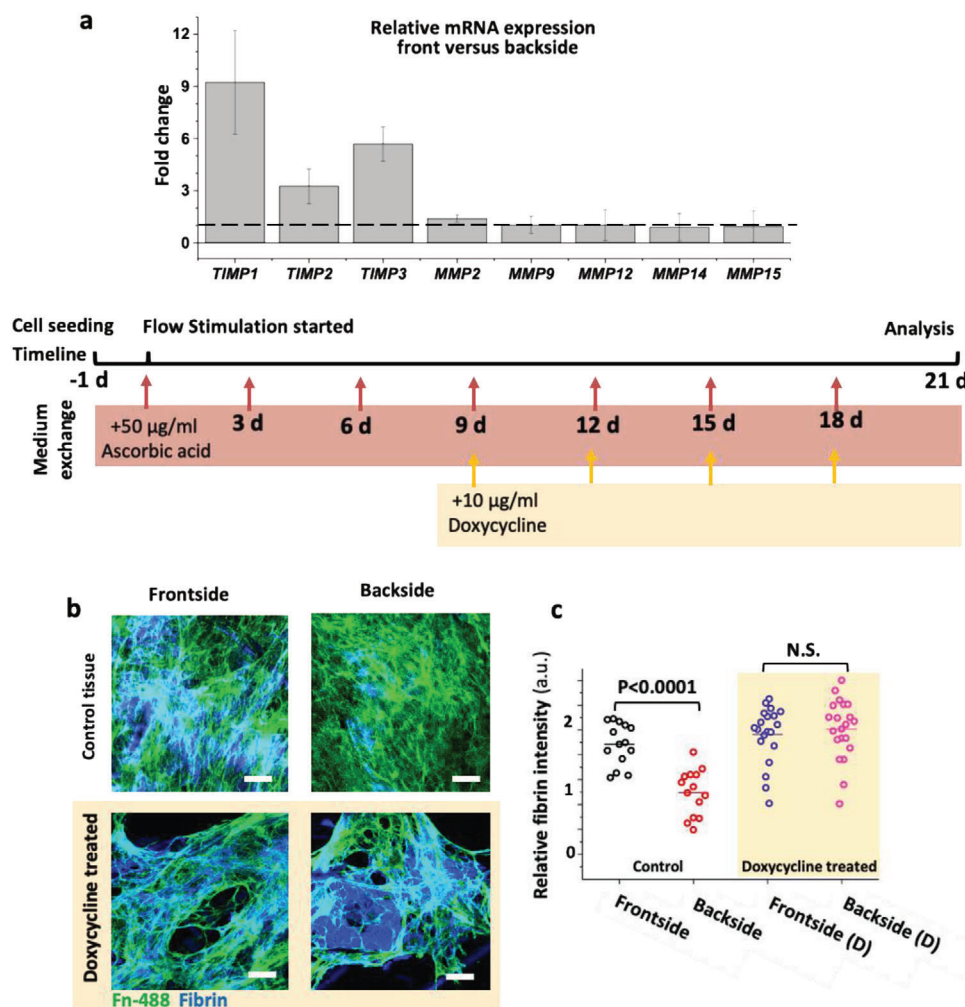 a
Relative mRNA expression
front versus backside
Fold change
12
9
6
3
0
TIMP1 TIMP2 TIMP3 MMP2 MMP9 MMP12 MMP14 MMP15
Cell seeding Flow Stimulation started Analysis
Timeline
-1 d 21 d
Medium
exchange
3 d 6 d 9 d 12 d 15 d 18 d
+50 µg/ml
Ascorbic acid
+10 µg/ml
Doxycycline
b
Frontside Backside
Control tissue
Doxycycline treated
Fn-488 Fibrin
c
N.S.
P<0.0001
Relative fibrin intensity (a.u.)
2
1
0
Control Doxycycline treated
Frontside Backside Frontside (D) Backside (D)